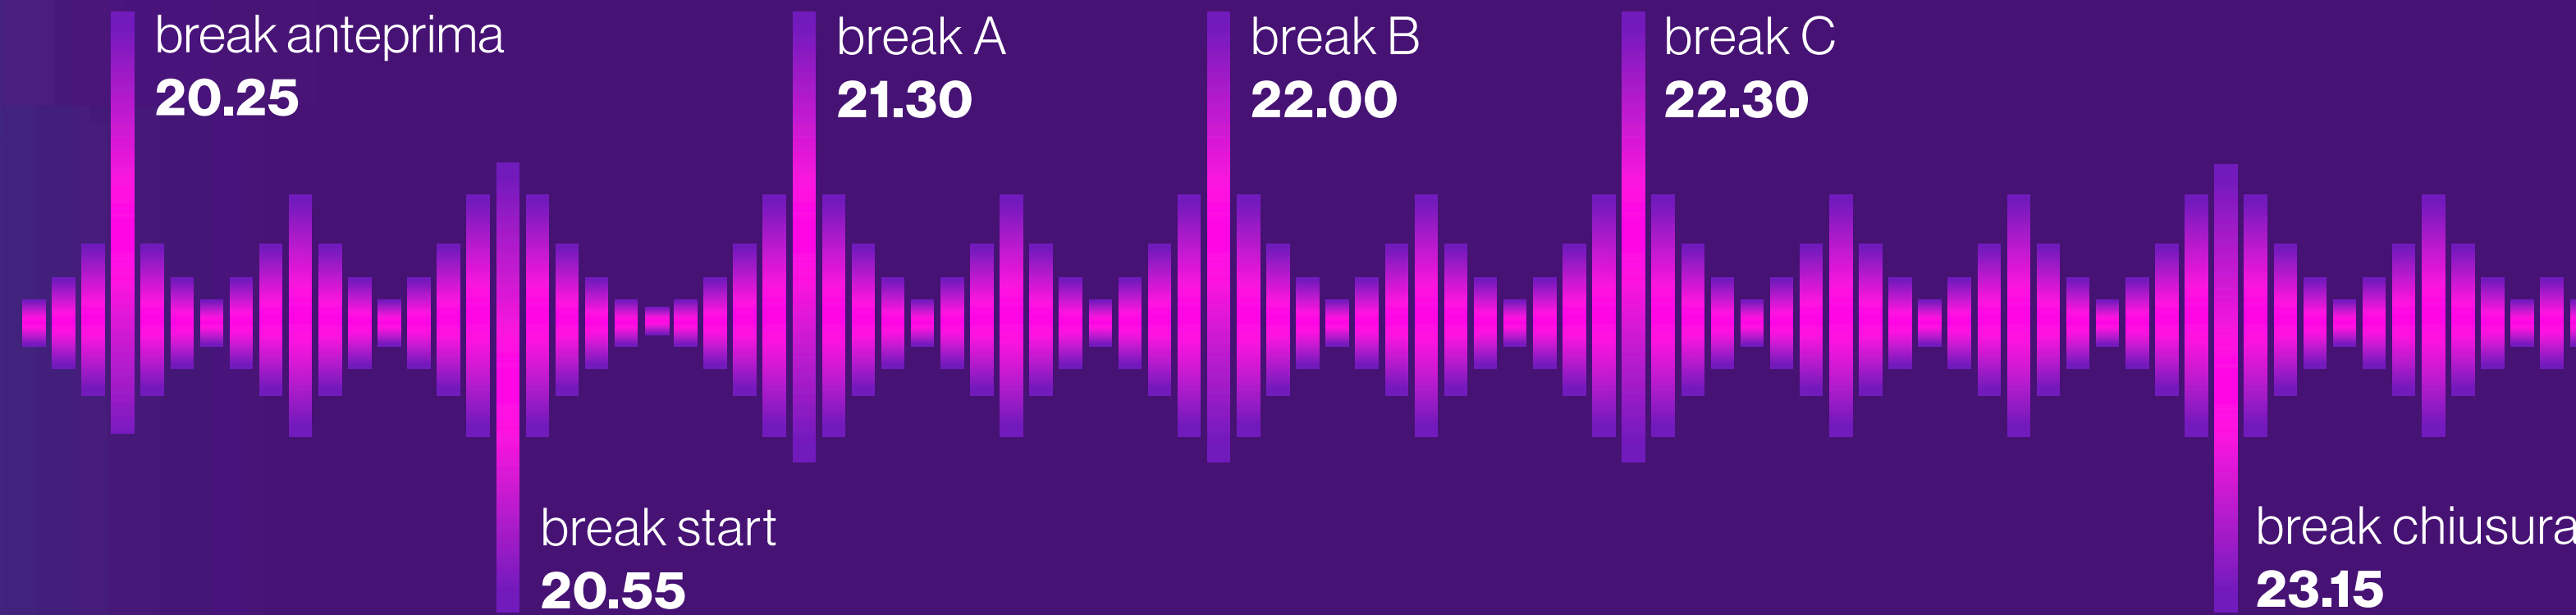 break anteprima
20.25
break start
20.55
break A
21.30
break B
22.00
break C
22.30
break chiusura
23.15